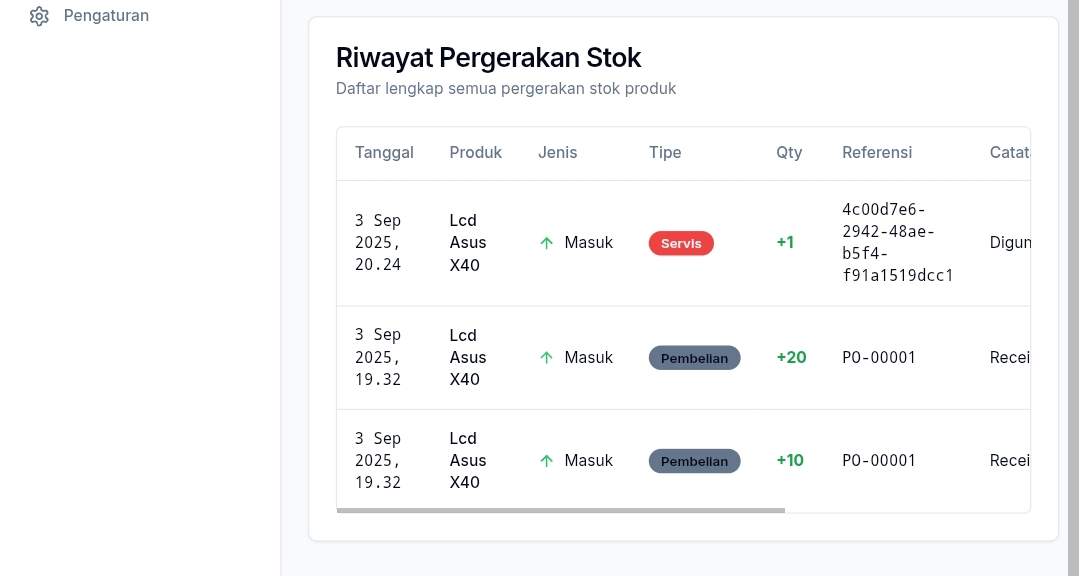 Pengaturan
Riwayat Pergerakan Stok
Daftar lengkap semua pergerakan stok produk
Tanggal Produk Jenis Tipe Qty Referensi Catat
3 Sep 2025, 20.24 Lcd Asus X40 Masuk Servis +1 4c00d7e6-2942-48ae-b5f4-f91a1519dcc1 Digun
3 Sep 2025, 19.32 Lcd Asus X40 Masuk Pembelian +20 PO-00001 Recei
3 Sep 2025, 19.32 Lcd Asus X40 Masuk Pembelian +10 PO-00001 Recei